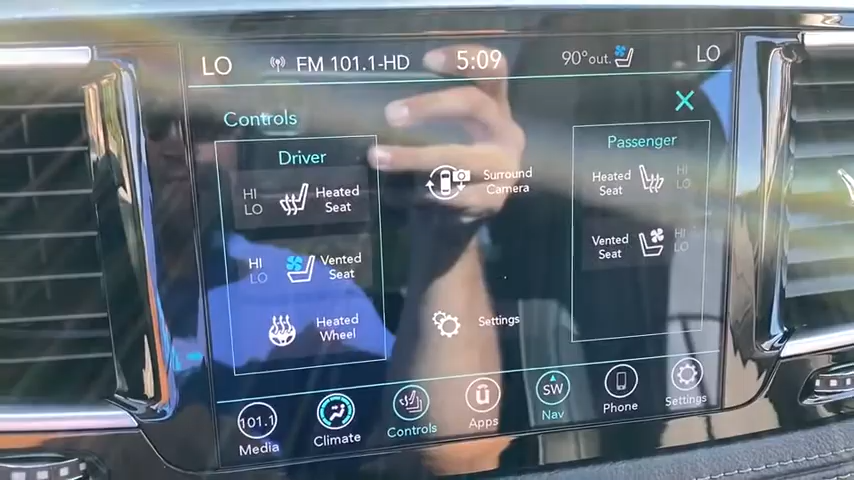 LO FM 101.1-HD 5:09 90°out. LO
Controls
Driver
HI
LO
Heated
Seat
HI
LO
Vented
Seat
Heated
Wheel
Surround
Camera
Settings
Passenger
Heated
Seat
HI
LO
Vented
Seat
HI
LO
101.1
Media
Climate
Controls
Apps
SW
Nav
Phone
Settings